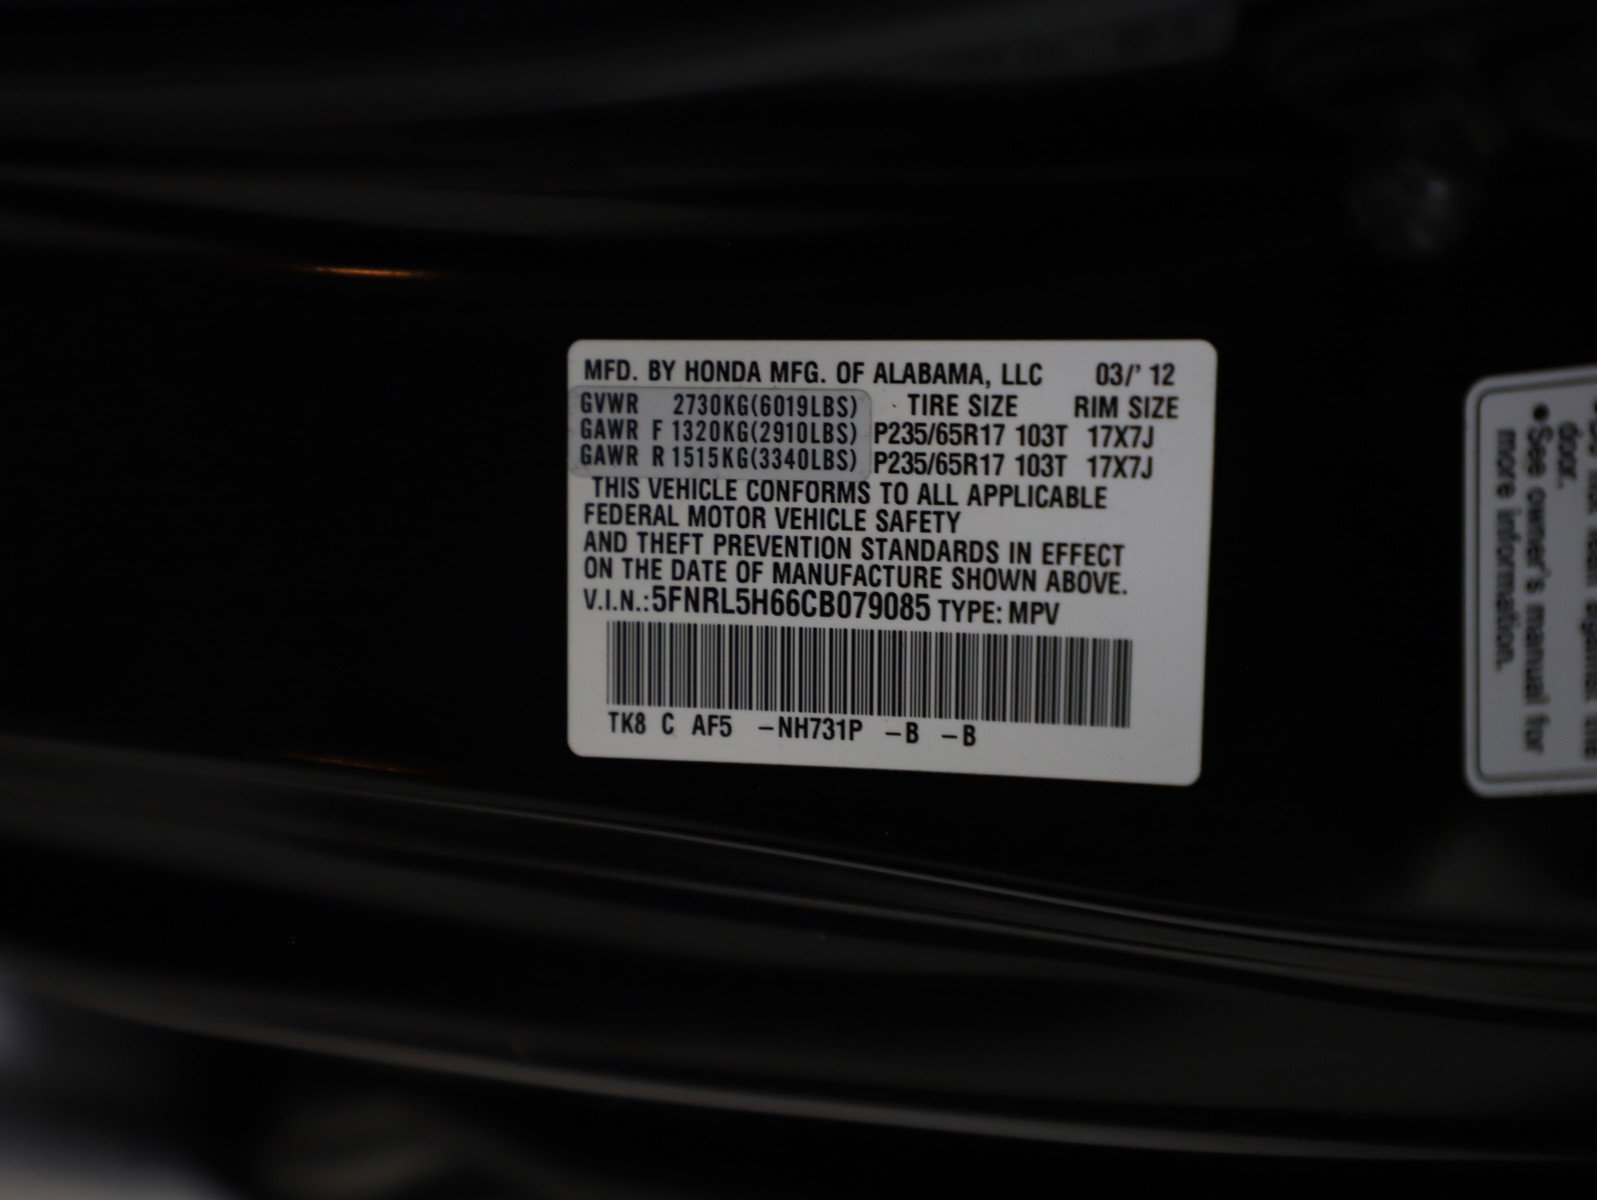 MFD. BY HONDA MFG. OF ALABAMA, LLC 03/' 12
GVWR 2730KG(6019LBS) TIRE SIZE RIM SIZE
GAWR F 1320KG(2910LBS) P235/65R17 103T 17X7J
GAWR R 1515KG(3340LBS) P235/65R17 103T 17X7J
THIS VEHICLE CONFORMS TO ALL APPLICABLE
FEDERAL MOTOR VEHICLE SAFETY
AND THEFT PREVENTION STANDARDS IN EFFECT
ON THE DATE OF MANUFACTURE SHOWN ABOVE.
V.I.N.:5FNRL5H66CB079085 TYPE: MPV
TK8 C AF5 -NH731P -B -B
door.
●See owner's manual for
more information.